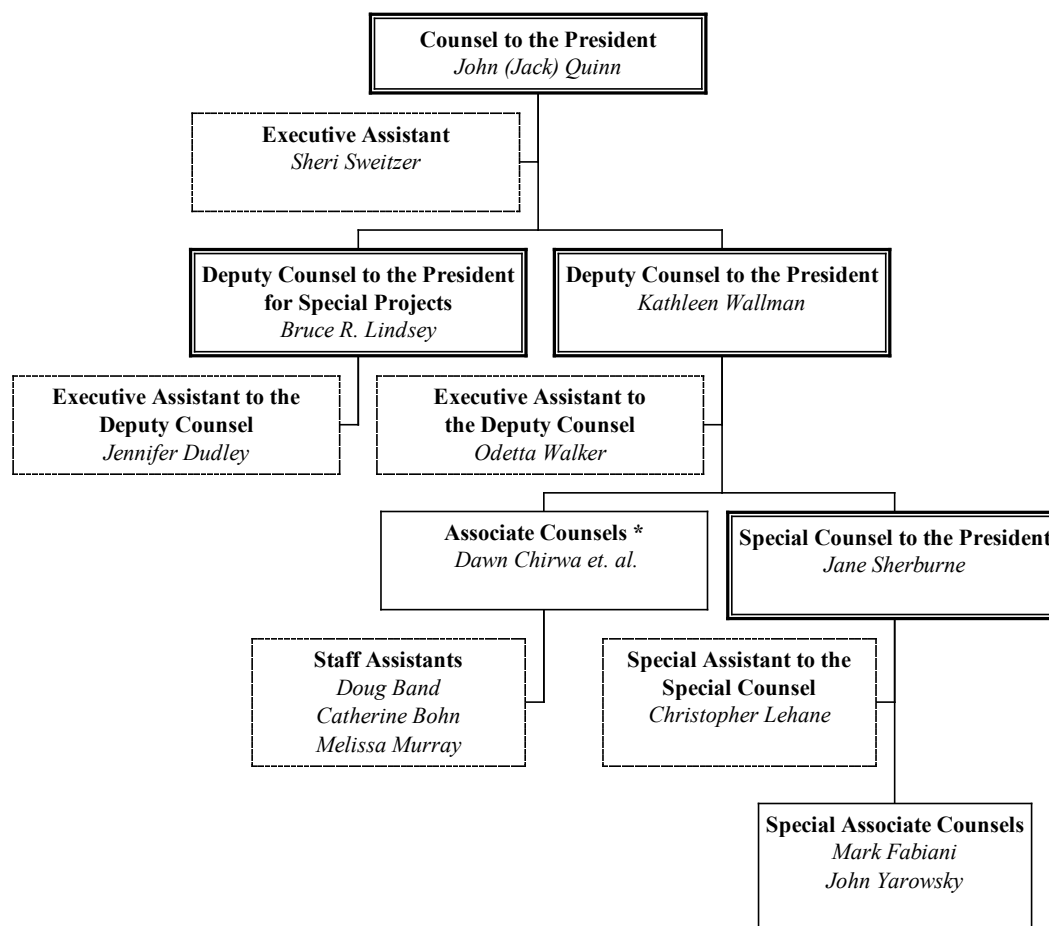 Counsel to the President
John (Jack) Quinn
Executive Assistant
Sheri Sweitzer
Deputy Counsel to the President
for Special Projects
Bruce R. Lindsey
Deputy Counsel to the President
Kathleen Wallman
Executive Assistant to the
Deputy Counsel
Jennifer Dudley
Executive Assistant to
the Deputy Counsel
Odetta Walker
Associate Counsels *
Dawn Chirwa et. al.
Special Counsel to the President
Jane Sherburne
Staff Assistants
Doug Band
Catherine Bohn
Melissa Murray
Special Assistant to the
Special Counsel
Christopher Lehane
Special Associate Counsels
Mark Fabiani
John Yarowsky